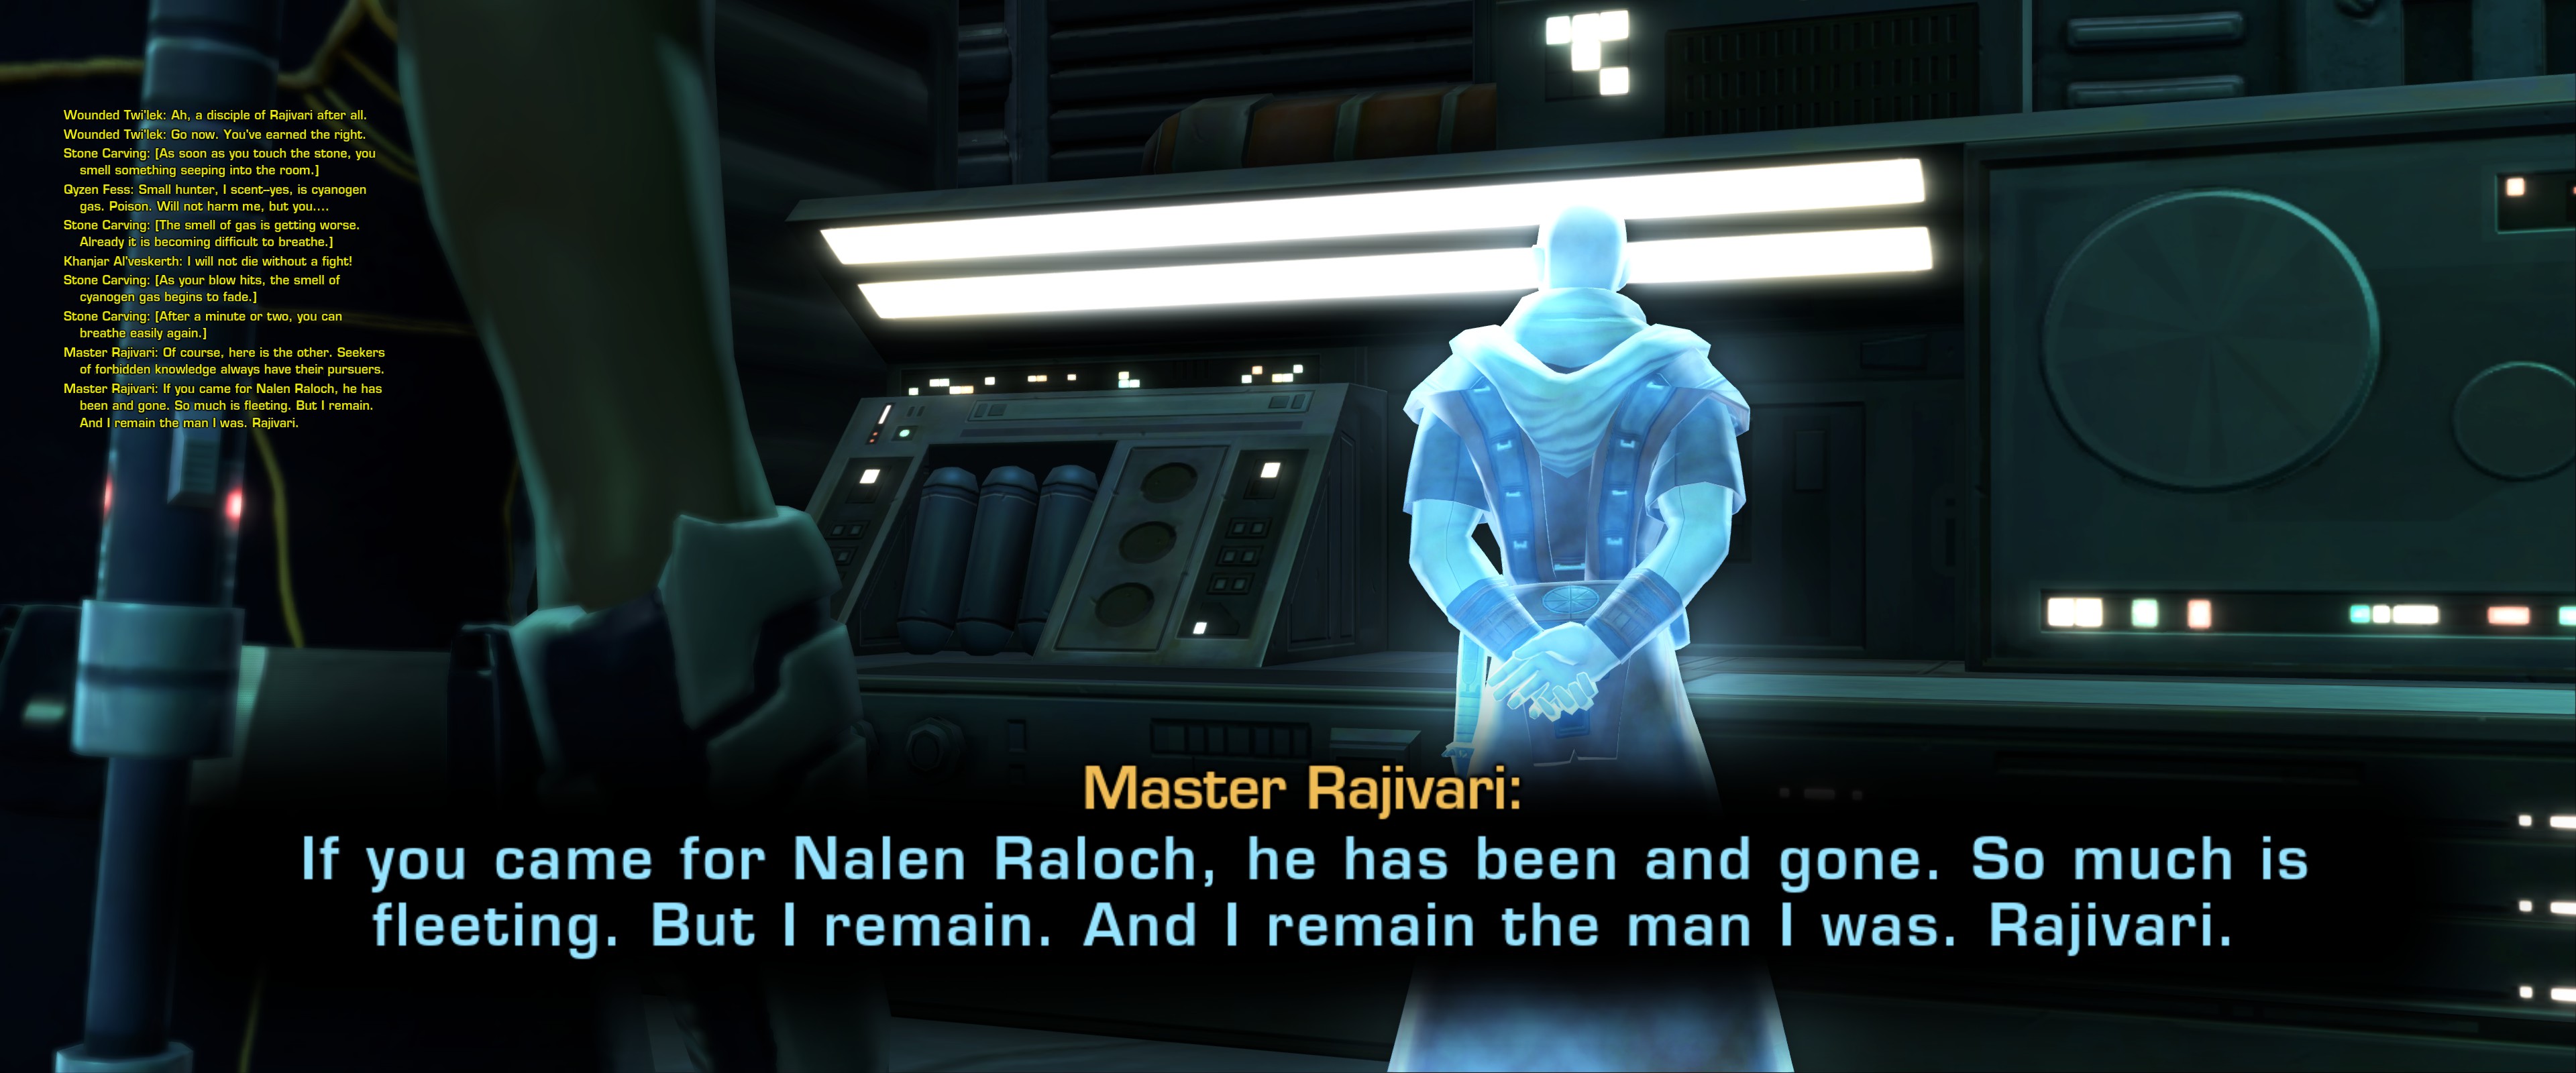 Wounded Twi'lek: Ah, a disciple of Rajivari after all.
Wounded Twi'lek: Go now. You've earned the right.
Stone Carving: [As soon as you touch the stone, you
smell something seeping into the room.]
Qyzen Fess: Small hunter, I scent–yes, is cyanogen
gas. Poison. Will not harm me, but you....
Stone Carving: [The smell of gas is getting worse.
Already it is becoming difficult to breathe.]
Khanjar Al'veskerth: I will not die without a fight!
Stone Carving: [As your blow hits, the smell of
cyanogen gas begins to fade.]
Stone Carving: [After a minute or two, you can
breathe easily again.]
Master Rajivari: Of course, here is the other. Seekers
of forbidden knowledge always have their pursuers.
Master Rajivari: If you came for Nalen Raloch, he has
been and gone. So much is fleeting. But I remain.
And I remain the man I was. Rajivari.
Master Rajivari:
If you came for Nalen Raloch, he has been and gone. So much is
fleeting. But I remain. And I remain the man I was. Rajivari.